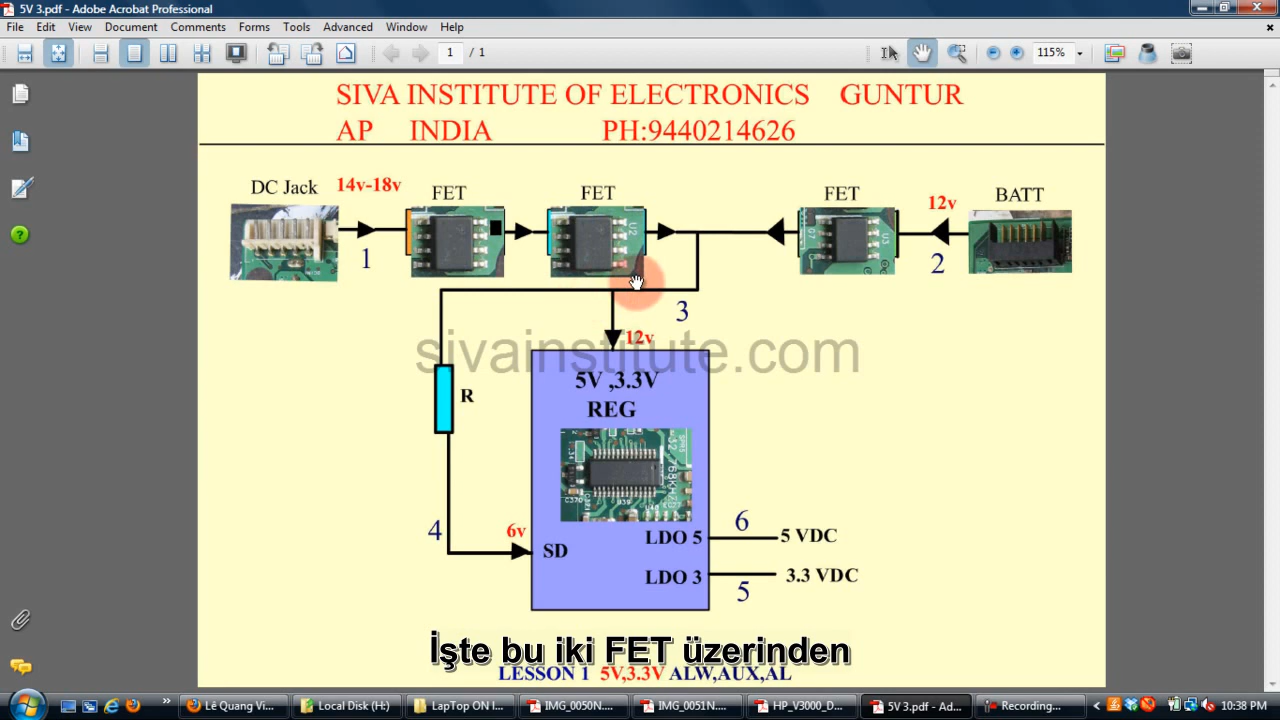 5V 3.pdf - Adobe Acrobat Professional
File Edit View Document Comments Forms Tools Advanced Window Help
1 / 1 115%
SIVA INSTITUTE OF ELECTRONICS GUNTUR
AP INDIA PH:9440214626
DC Jack 14v-18v FET FET FET 12v BATT
1 2
3
12v
sivainstitute.com
5V ,3.3V
REG
R
4 6v SD
LDO 5 6 5 VDC
LDO 3 5 3.3 VDC
İşte bu iki FET üzerinden
LESSON 1 5V,3.3V ALW,AUX,AL
Lê Quang Vi... Local Disk (H:) LapTop ON I... IMG_0050N.... IMG_0051N.... HP_V3000_D... 5V 3.pdf - Ad... Recording... 10:38 PM